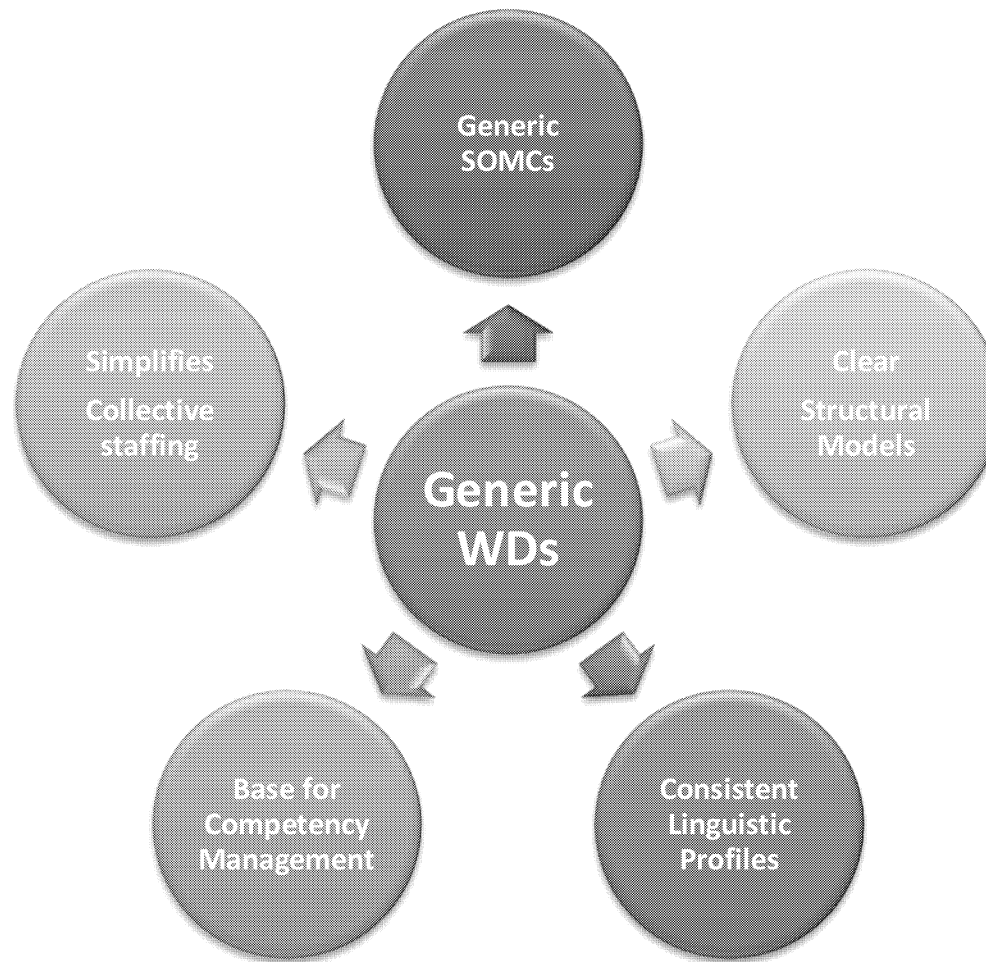 Generic
SOMCs
Simplifies
Collective
staffing
Clear
Structural
Models
Generic
WDs
Base for
Competency
Management
Consistent
Linguistic
Profiles